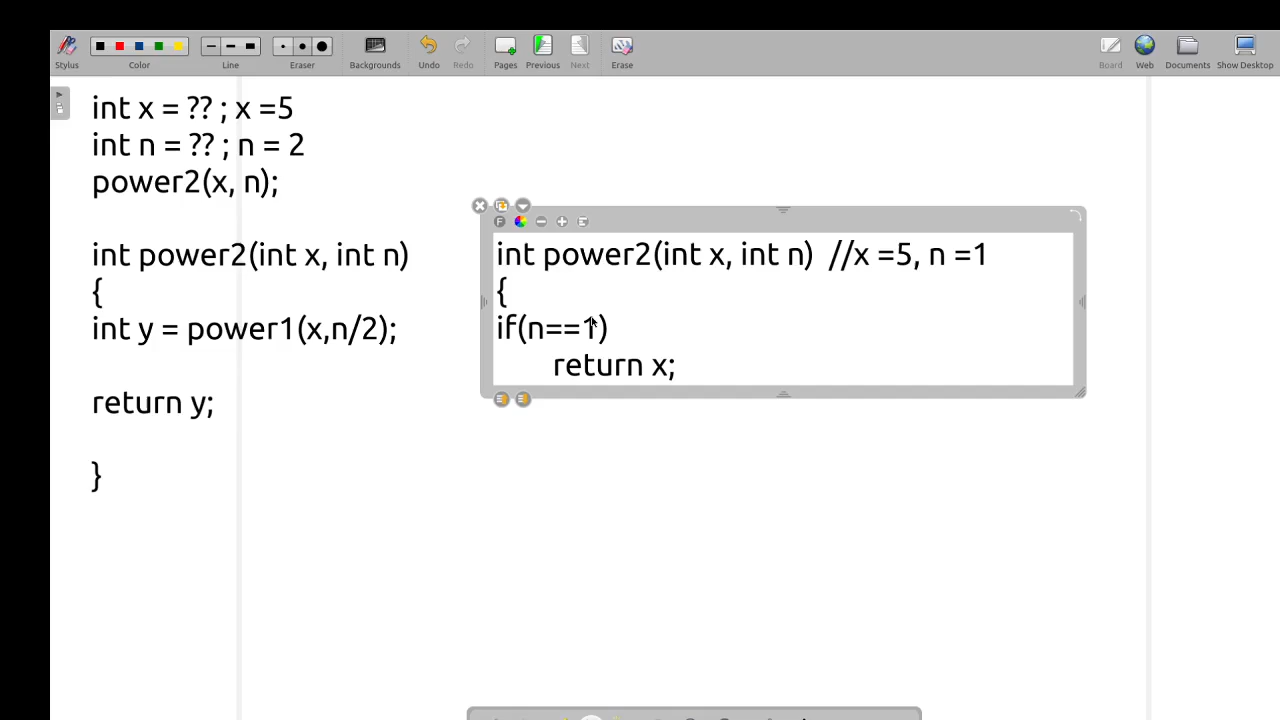 Stylus Color Line Eraser Backgrounds Undo Redo Pages Previous Next Erase Board Web Documents Show Desktop
int x = ?? ; x =5
int n = ?? ; n = 2
power2(x, n);
int power2(int x, int n)
{
int y = power1(x,n/2);
return y;
}
int power2(int x, int n) //x =5, n =1
{
if(n==1)
return x;